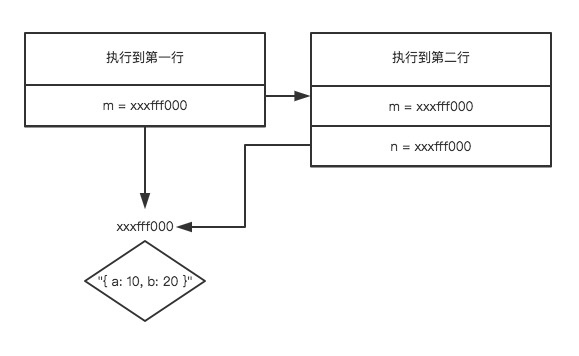 执行到第一行
m = xxxfff000
执行到第二行
m = xxxfff000
n = xxxfff000
xxxfff000
"{ a: 10, b: 20 }"